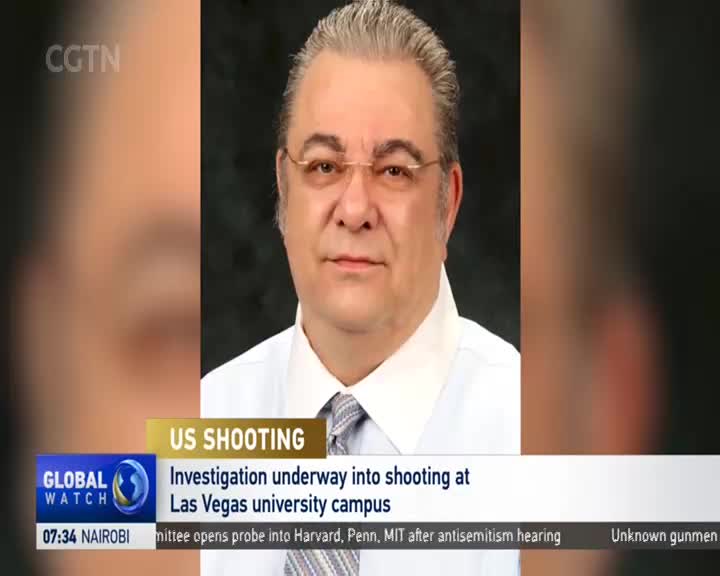 CGTN
US SHOOTING
Investigation underway into shooting at
Las Vegas university campus
GLOBAL
WATCH
07:34 NAIROBI
mittee opens probe into Harvard, Penn, MIT after antisemitism hearing Unknown gunmen